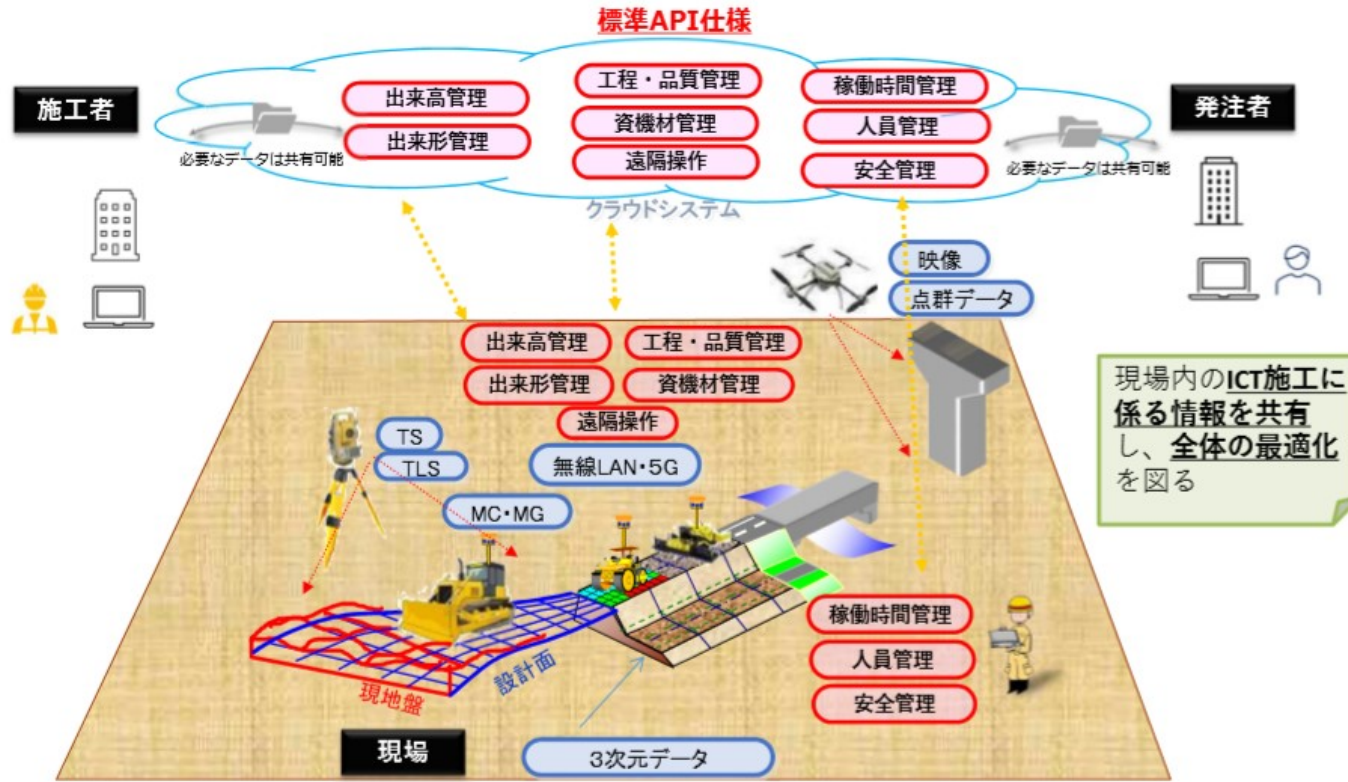 標準API仕様
施工者
発注者
出来高管理
出来形管理
工程・品質管理
資機材管理
遠隔操作
稼働時間管理
人員管理
安全管理
必要なデータは共有可能
必要なデータは共有可能
クラウドシステム
映像
点群データ
出来高管理
工程・品質管理
出来形管理
資機材管理
遠隔操作
無線LAN・5G
TS
TLS
MC・MG
現場内のICT施工に
係る情報を共有
し、全体の最適化
を図る
稼働時間管理
人員管理
安全管理
設計面
現地盤
現場
3次元データ